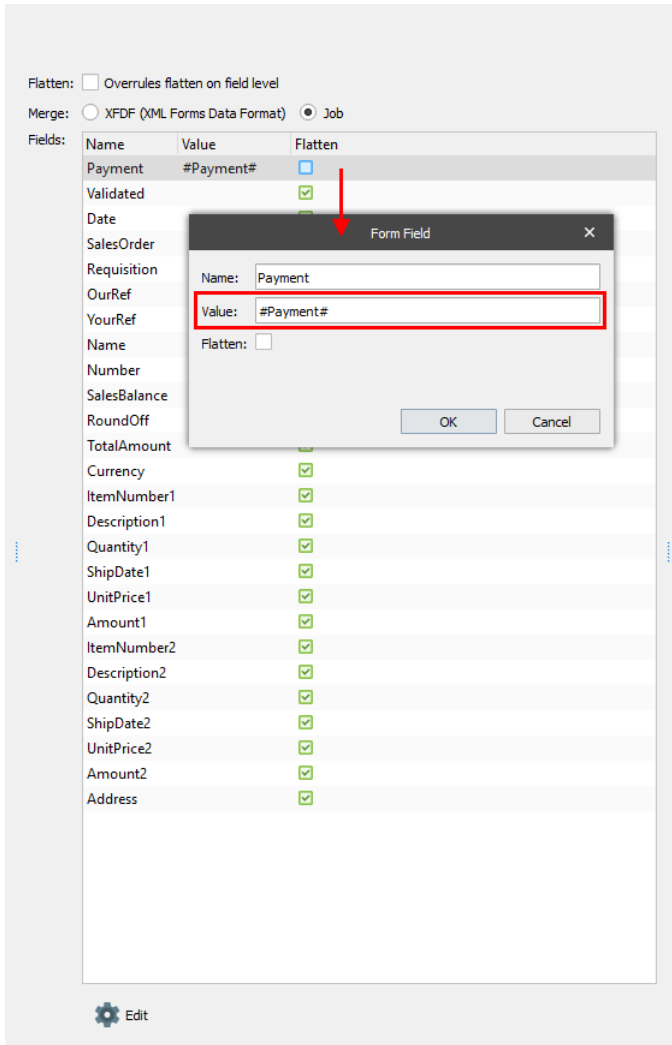 Flatten: Overrules flatten on field level
Merge: XFDF (XML Forms Data Format) Job
Fields: Name Value Flatten
Payment #Payment#
Validated
Date
Form Field
SalesOrder
Requisition
Name: Payment
OurRef
Value: #Payment#
YourRef
Name
Flatten:
Number
SalesBalance
RoundOff
OK Cancel
TotalAmount
Currency
ItemNumber1
Description1
Quantity1
ShipDate1
UnitPrice1
Amount1
ItemNumber2
Description2
Quantity2
ShipDate2
UnitPrice2
Amount2
Address
Edit